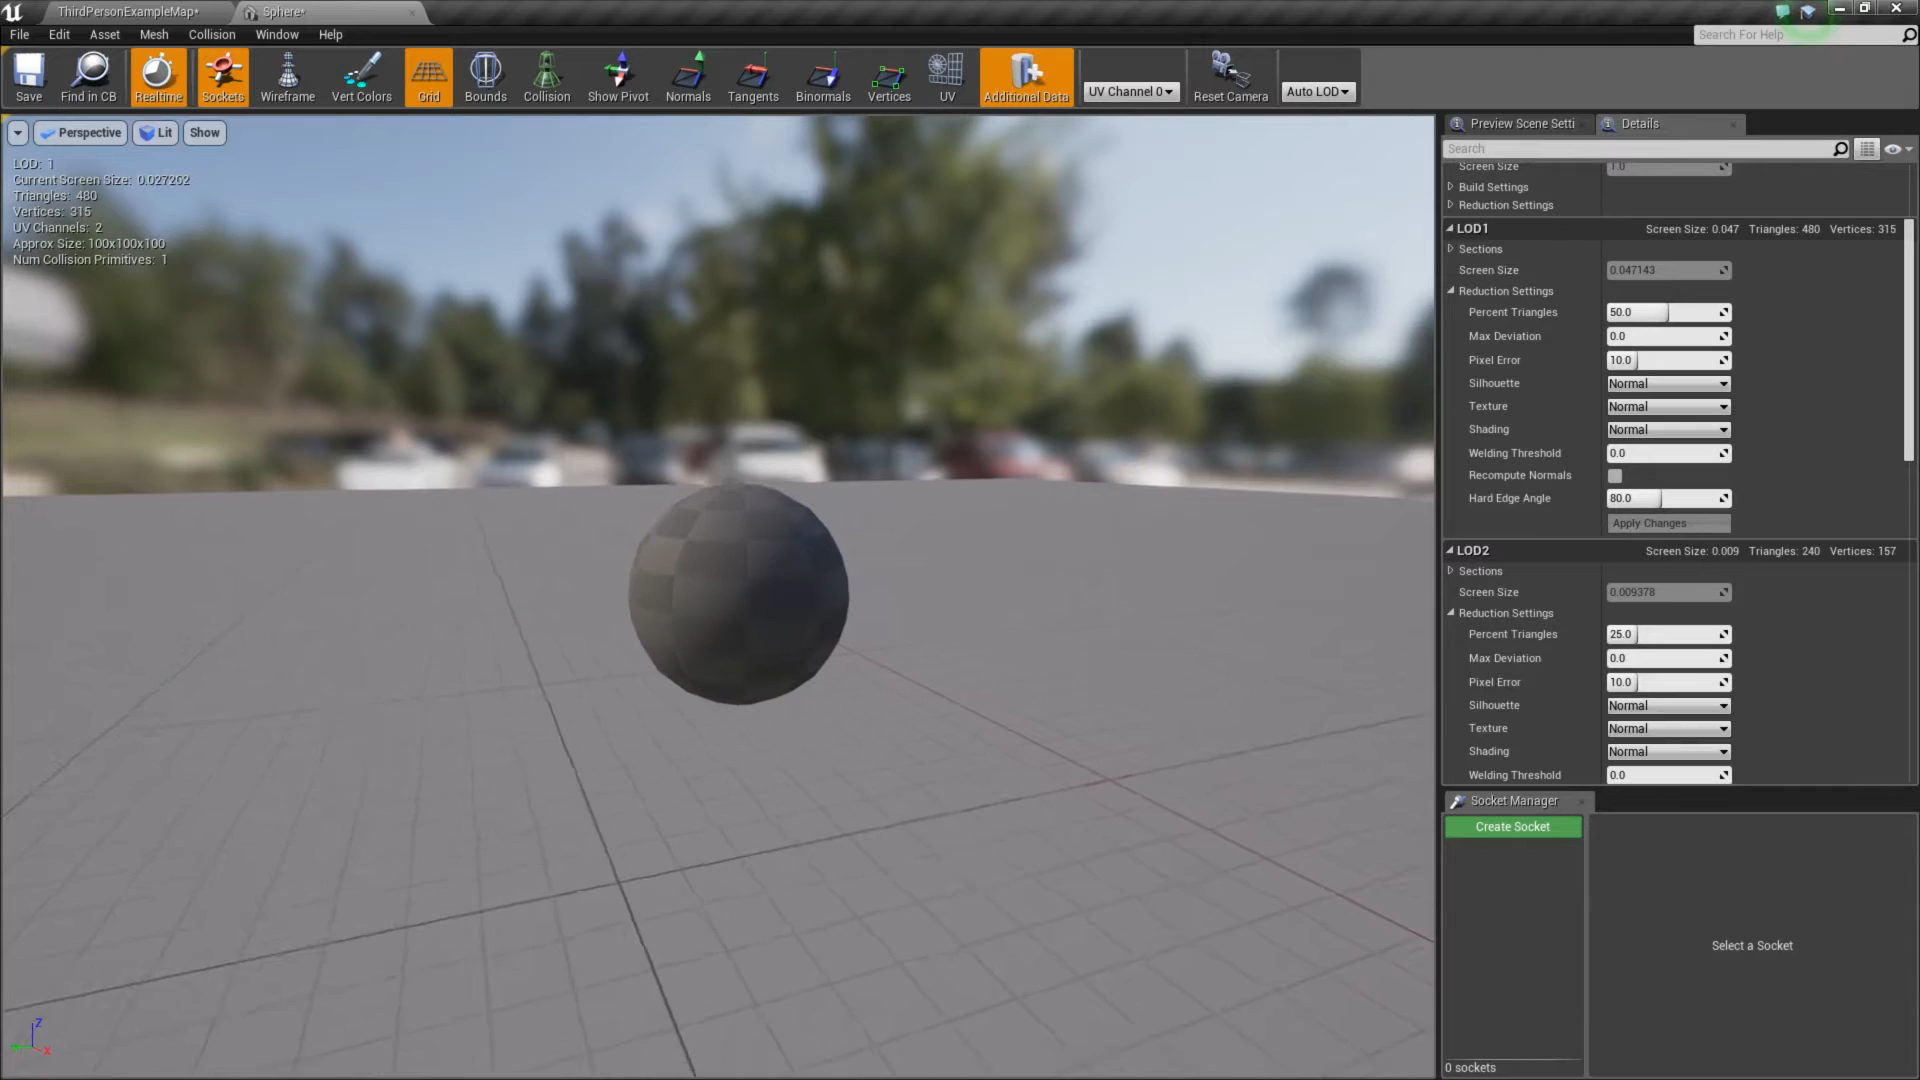 ThirdPersonExampleMap*
Sphere*
File Edit Asset Mesh Collision Window Help
Search For Help
Save
Find in CB
Realtime
Sockets
Wireframe
Vert Colors
Grid
Bounds
Collision
Show Pivot
Normals
Tangents
Binormals
Vertices
UV
Additional Data
UV Channel 0
Reset Camera
Auto LOD
Perspective
Lit
Show
LOD: 1
Current Screen Size: 0.027262
Triangles: 480
Vertices: 315
UV Channels: 2
Approx Size: 100x100x100
Num Collision Primitives: 1
Z
X
Preview Scene Setti
Details
Search
Screen Size 1.0
Build Settings
Reduction Settings
LOD1 Screen Size: 0.047 Triangles: 480 Vertices: 315
Sections
Screen Size 0.047143
Reduction Settings
Percent Triangles 50.0
Max Deviation 0.0
Pixel Error 10.0
Silhouette Normal
Texture Normal
Shading Normal
Welding Threshold 0.0
Recompute Normals
Hard Edge Angle 80.0
Apply Changes
LOD2 Screen Size: 0.009 Triangles: 240 Vertices: 157
Sections
Screen Size 0.009378
Reduction Settings
Percent Triangles 25.0
Max Deviation 0.0
Pixel Error 10.0
Silhouette Normal
Texture Normal
Shading Normal
Welding Threshold 0.0
Socket Manager
Create Socket
Select a Socket
0 sockets